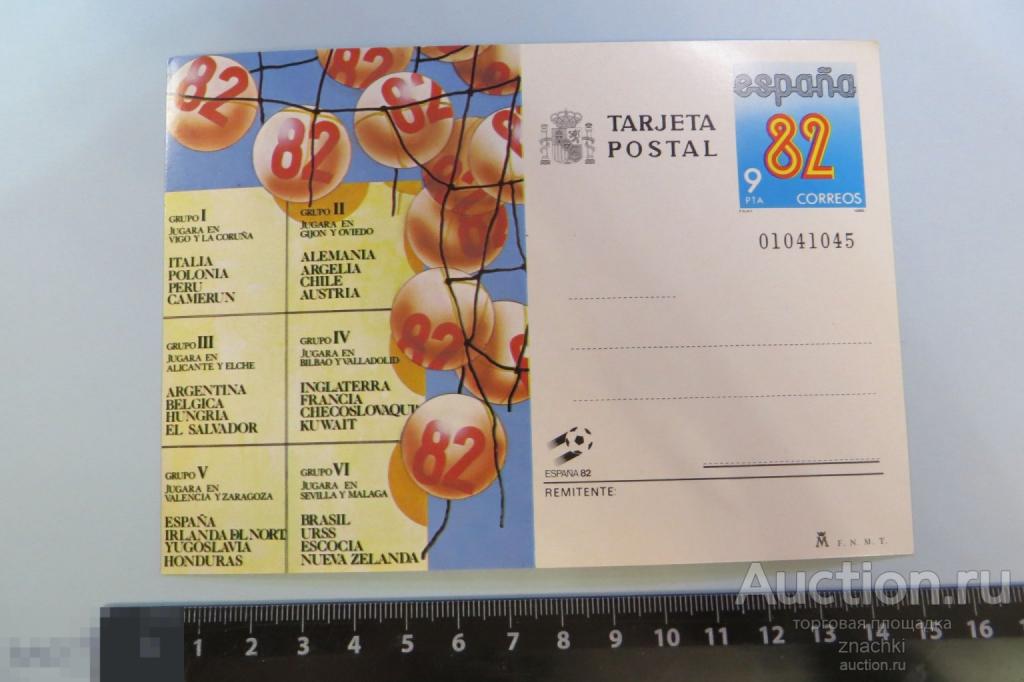 82
82
82
82
GRUPO I
JUGARA EN
VIGO Y LA CORUÑA
ITALIA
POLONIA
PERU
CAMERUN
GRUPO II
JUGARA EN
GIJON Y OVIEDO
ALEMANIA
ARGELIA
CHILE
AUSTRIA
GRUPO III
JUGARA EN
ALICANTE Y ELCHE
ARGENTINA
BELGICA
HUNGRIA
EL SALVADOR
GRUPO IV
JUGARA EN
BILBAO Y VALLADOLID
INGLATERRA
FRANCIA
CHECOSLOVAQUI
KUWAIT
GRUPO V
JUGARA EN
VALENCIA Y ZARAGOZA
ESPAÑA
IRLANDA DL NORT.
YUGOSLAVIA
HONDURAS
GRUPO VI
JUGARA EN
SEVILLA Y MALAGA
BRASIL
URSS
ESCOCIA
NUEVA ZELANDA
82
82
TARJETA
POSTAL
españa
82
9
PTA
CORREOS
01041045
ESPAÑA 82
REMITENTE:
F. N. M. T.
1 2 3 4 5 6 7 8 9 10 11 12 13 14 15 16
Auction.ru
торговая площадка
znachki
auction.ru